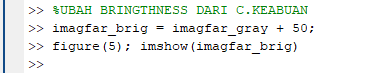 >> %UBAH BRINGTHNESS DARI C.KEABUAN
>> imagfar_brig = imagfar_gray + 50;
>> figure(5); imshow(imagfar_brig)
>>